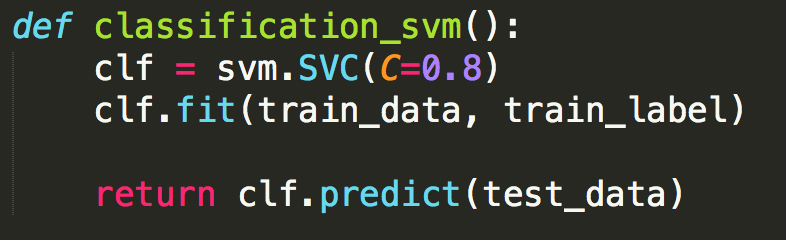 def classification_svm():
    clf = svm.SVC(C=0.8)
    clf.fit(train_data, train_label)
    return clf.predict(test_data)